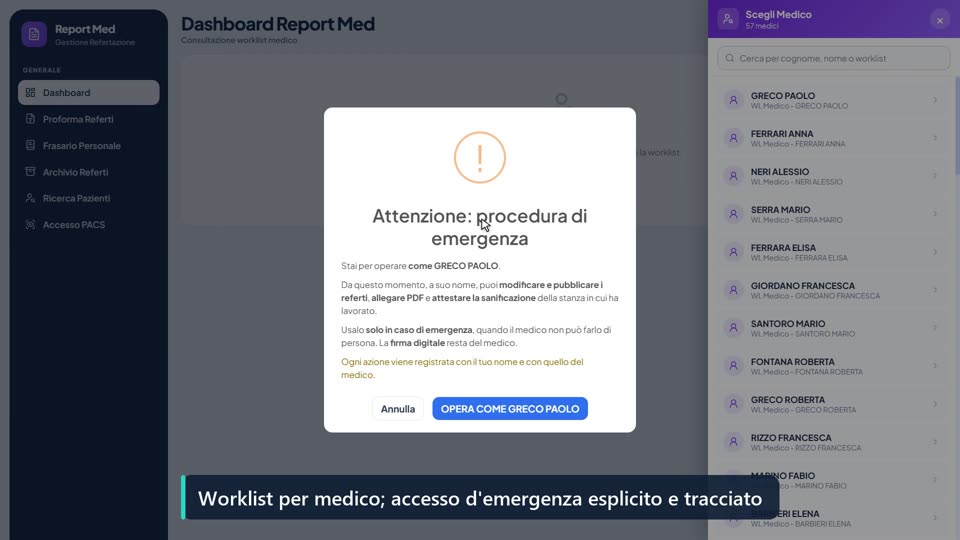 Report Med
Gestione Refertazione
GENERALE
Dashboard
Proforma Referti
Frasario Personale
Archivio Referti
Ricerca Pazienti
Accesso PACS
Dashboard Report Med
Consultazione worklist medico
la worklist.
Attenzione: procedura di
emergenza
Stai per operare come GRECO PAOLO.
Da questo momento, a suo nome, puoi modificare e pubblicare i
referti, allegare PDF e attestare la sanificazione della stanza in cui ha
lavorato.
Usalo solo in caso di emergenza, quando il medico non può farlo di
persona. La firma digitale resta del medico.
Ogni azione viene registrata con il tuo nome e con quello del
medico.
Annulla
OPERA COME GRECO PAOLO
Scegli Medico
57 medici
Cerca per cognome, nome o worklist
GRECO PAOLO
WL Medico - GRECO PAOLO
FERRARI ANNA
WL Medico - FERRARI ANNA
NERI ALESSIO
WL Medico - NERI ALESSIO
SERRA MARIO
WL Medico - SERRA MARIO
FERRARA ELISA
WL Medico - FERRARA ELISA
GIORDANO FRANCESCA
WL Medico - GIORDANO FRANCESCA
SANTORO MARIO
WL Medico - SANTORO MARIO
FONTANA ROBERTA
WL Medico - FONTANA ROBERTA
GRECO ROBERTA
WL Medico - GRECO ROBERTA
RIZZO FRANCESCA
WL Medico - RIZZO FRANCESCA
MARINO FABIO
WL Medico - MARINO FABIO
BARBIERI ELENA
WL Medico - BARBIERI ELENA
Worklist per medico; accesso d'emergenza esplicito e tracciato